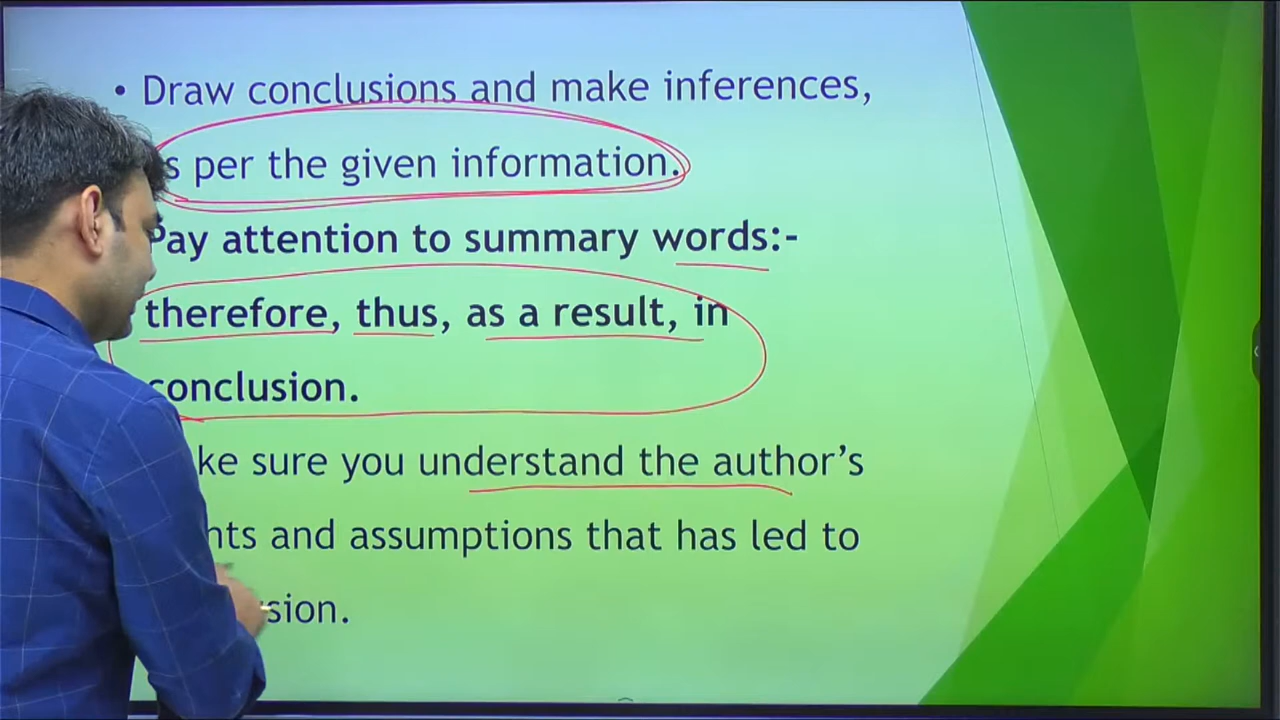 • Draw conclusions and make inferences,
s per the given information.
Pay attention to summary words:-
therefore, thus, as a result, in
conclusion.
ke sure you understand the author's
nts and assumptions that has led to
sion.